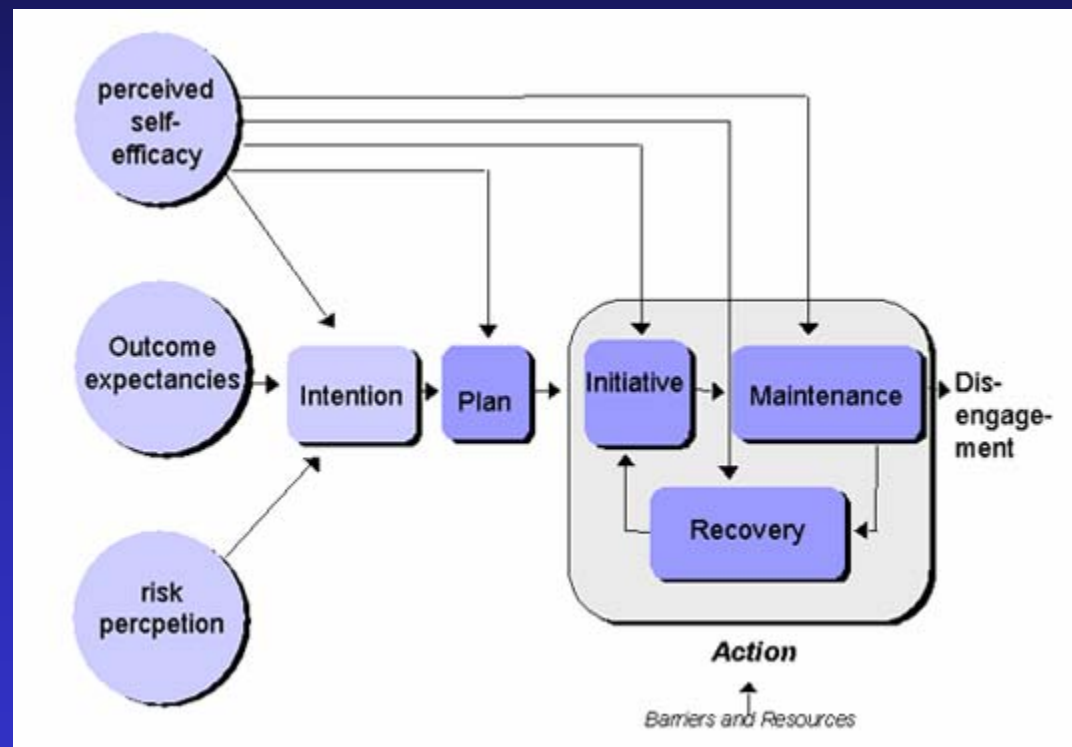 perceived
self-
efficacy
Outcome
expectancies
risk
percpetion
Intention
Plan
Initiative
Maintenance
Recovery
Dis-
engage-
ment
Action
Barriers and Resources